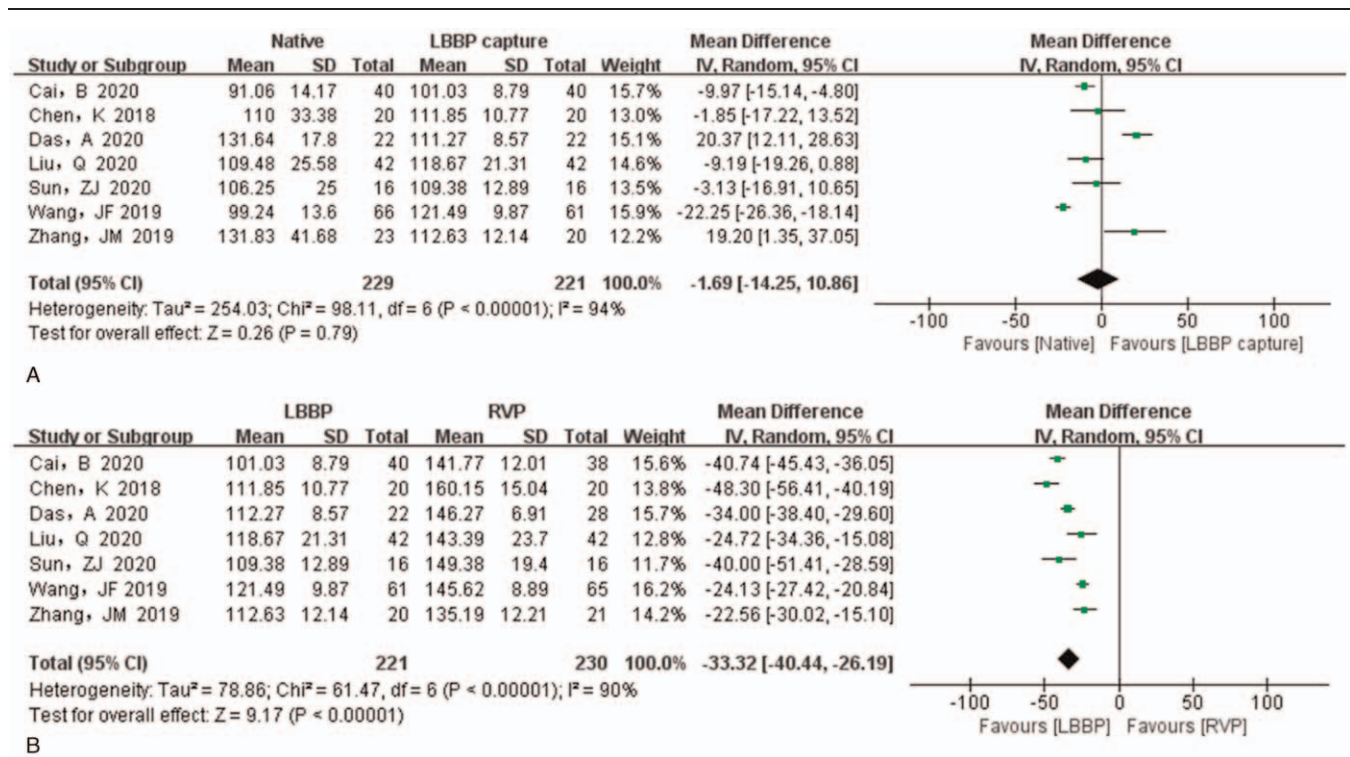 Native LBBP capture Mean Difference Mean Difference
Study or Subgroup Mean SD Total Mean SD Total Weight IV, Random, 95% CI IV, Random, 95% CI
Cai, B 2020 91.06 14.17 40 101.03 8.79 40 15.7% -9.97 [-15.14, -4.80]
Chen, K 2018 110 33.38 20 111.85 10.77 20 13.0% -1.85 [-17.22, 13.52]
Das, A 2020 131.64 17.8 22 111.27 8.57 22 15.1% 20.37 [12.11, 28.63]
Liu, Q 2020 109.48 25.58 42 118.67 21.31 42 14.6% -9.19 [-19.26, 0.88]
Sun, ZJ 2020 106.25 25 16 109.38 12.89 16 13.5% -3.13 [-16.91, 10.65]
Wang, JF 2019 99.24 13.6 66 121.49 9.87 61 15.9% -22.25 [-26.36, -18.14]
Zhang, JM 2019 131.83 41.68 23 112.63 12.14 20 12.2% 19.20 [1.35, 37.05]
Total (95% CI) 229 221 100.0% -1.69 [-14.25, 10.86]
Heterogeneity: Tau² = 254.03; Chi² = 98.11, df = 6 (P < 0.00001); I² = 94%
Test for overall effect: Z = 0.26 (P = 0.79)
-100 -50 0 50 100
Favours [Native] Favours [LBBP capture]
A
LBBP RVP Mean Difference Mean Difference
Study or Subgroup Mean SD Total Mean SD Total Weight IV, Random, 95% CI IV, Random, 95% CI
Cai, B 2020 101.03 8.79 40 141.77 12.01 38 15.6% -40.74 [-45.43, -36.05]
Chen, K 2018 111.85 10.77 20 160.15 15.04 20 13.8% -48.30 [-56.41, -40.19]
Das, A 2020 112.27 8.57 22 146.27 6.91 28 15.7% -34.00 [-38.40, -29.60]
Liu, Q 2020 118.67 21.31 42 143.39 23.7 42 12.8% -24.72 [-34.36, -15.08]
Sun, ZJ 2020 109.38 12.89 16 149.38 19.4 16 11.7% -40.00 [-51.41, -28.59]
Wang, JF 2019 121.49 9.87 61 145.62 8.89 65 16.2% -24.13 [-27.42, -20.84]
Zhang, JM 2019 112.63 12.14 20 135.19 12.21 21 14.2% -22.56 [-30.02, -15.10]
Total (95% CI) 221 230 100.0% -33.32 [-40.44, -26.19]
Heterogeneity: Tau² = 78.86; Chi² = 61.47, df = 6 (P < 0.00001); I² = 90%
Test for overall effect: Z = 9.17 (P < 0.00001)
-100 -50 0 50 100
Favours [LBBP] Favours [RVP]
B